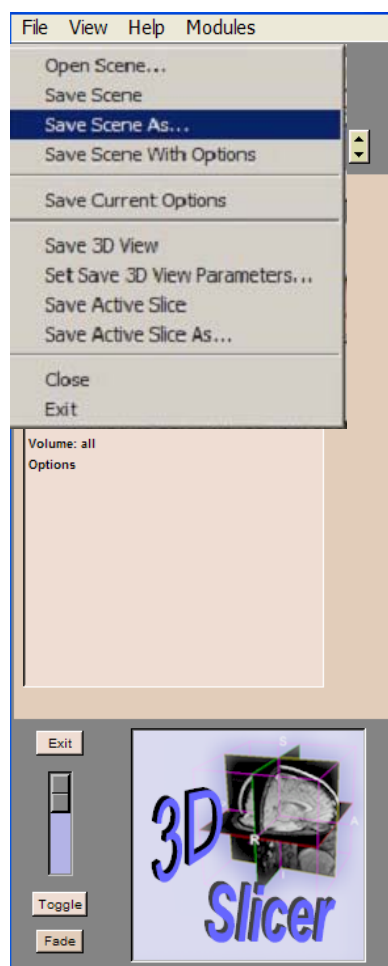 File View Help Modules
Open Scene...
Save Scene
Save Scene As...
Save Scene With Options
Save Current Options
Save 3D View
Set Save 3D View Parameters...
Save Active Slice
Save Active Slice As...
Close
Exit
Volume: all
Options
Exit
Toggle
Fade
S
A
R
I
3D
Slicer